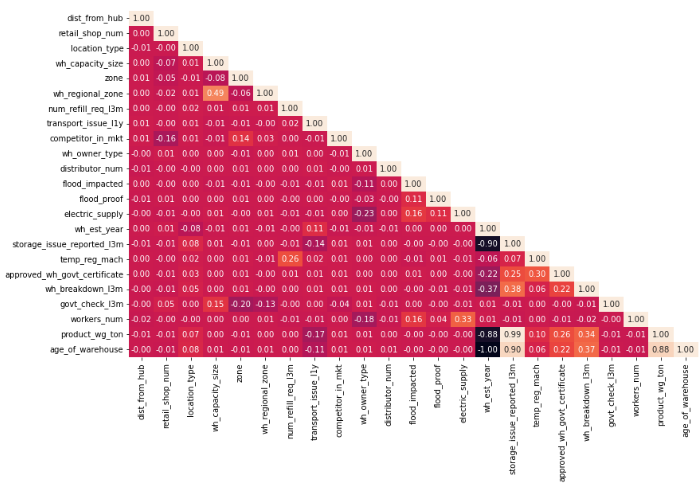 dist_from_hub 1.00
retail_shop_num 0.00 1.00
location_type -0.01 -0.00 1.00
wh_capacity_size 0.00 -0.07 0.01 1.00
zone 0.01 -0.05 -0.01 -0.08 1.00
wh_regional_zone 0.00 -0.02 0.01 0.49 -0.06 1.00
num_refill_req_l3m 0.00 -0.00 0.02 0.01 0.01 0.01 1.00
transport_issue_l1y 0.01 -0.00 0.01 -0.01 -0.01 -0.00 0.02 1.00
competitor_in_mkt 0.01 -0.16 0.01 -0.01 0.14 0.03 0.00 -0.01 1.00
wh_owner_type -0.00 0.01 0.00 0.00 -0.00 0.01 0.01 0.00 -0.01 1.00
distributor_num -0.01 -0.00 -0.00 0.00 0.01 0.00 0.00 0.01 -0.00 0.01 1.00
flood_impacted 0.00 -0.00 0.00 -0.01 -0.01 -0.00 -0.01 -0.01 0.01 -0.11 0.00 1.00
flood_proof -0.01 0.00 0.01 0.01 0.00 0.01 -0.00 0.00 -0.00 -0.03 -0.00 0.11 1.00
electric_supply -0.00 -0.01 -0.00 0.01 -0.00 0.01 -0.01 -0.01 0.00 -0.23 0.00 0.16 0.11 1.00
wh_est_year 0.00 0.01 -0.08 -0.01 0.01 -0.01 -0.00 0.11 -0.01 -0.01 -0.01 0.00 0.00 0.00 1.00
storage_issue_reported_l3m -0.01 -0.01 0.08 0.01 -0.01 0.00 -0.01 -0.14 0.01 0.01 0.00 -0.00 -0.00 -0.00 -0.90 1.00
temp_reg_mach -0.00 -0.00 0.02 0.00 -0.01 0.01 0.26 0.02 0.01 0.01 0.00 -0.01 0.01 0.01 -0.06 0.07 1.00
approved_wh_govt_certificate -0.00 -0.01 0.03 0.00 -0.01 -0.00 0.01 0.01 0.01 0.00 0.00 0.01 -0.00 -0.01 -0.22 0.25 0.30 1.00
wh_breakdown_l3m -0.00 -0.01 0.05 0.00 -0.01 0.00 0.00 0.01 0.01 0.01 0.01 -0.00 -0.00 0.00 -0.37 0.38 0.06 0.22 1.00
govt_check_l3m -0.00 0.05 0.00 0.15 -0.20 -0.13 -0.00 0.00 -0.04 -0.01 -0.00 0.00 -0.00 0.01 0.01 -0.01 0.00 -0.00 -0.01 1.00
workers_num -0.02 -0.00 -0.00 0.00 0.00 0.01 -0.01 -0.01 0.00 -0.18 -0.01 0.16 0.04 0.33 0.01 -0.01 -0.00 -0.01 -0.02 -0.00 1.00
product_wg_ton -0.01 -0.01 0.07 0.00 -0.01 0.00 0.00 -0.17 0.01 0.01 0.00 -0.00 -0.00 -0.00 -0.88 0.99 0.10 0.26 0.34 -0.01 -0.01 1.00
age_of_warehouse -0.00 -0.01 0.08 0.01 -0.01 0.01 0.00 -0.11 0.01 0.01 0.01 -0.00 -0.00 -0.00 -1.00 0.90 0.06 0.22 0.37 -0.01 -0.01 0.88 1.00
dist_from_hub
retail_shop_num
location_type
wh_capacity_size
zone
wh_regional_zone
num_refill_req_l3m
transport_issue_l1y
competitor_in_mkt
wh_owner_type
distributor_num
flood_impacted
flood_proof
electric_supply
wh_est_year
storage_issue_reported_l3m
temp_reg_mach
approved_wh_govt_certificate
wh_breakdown_l3m
govt_check_l3m
workers_num
product_wg_ton
age_of_warehouse